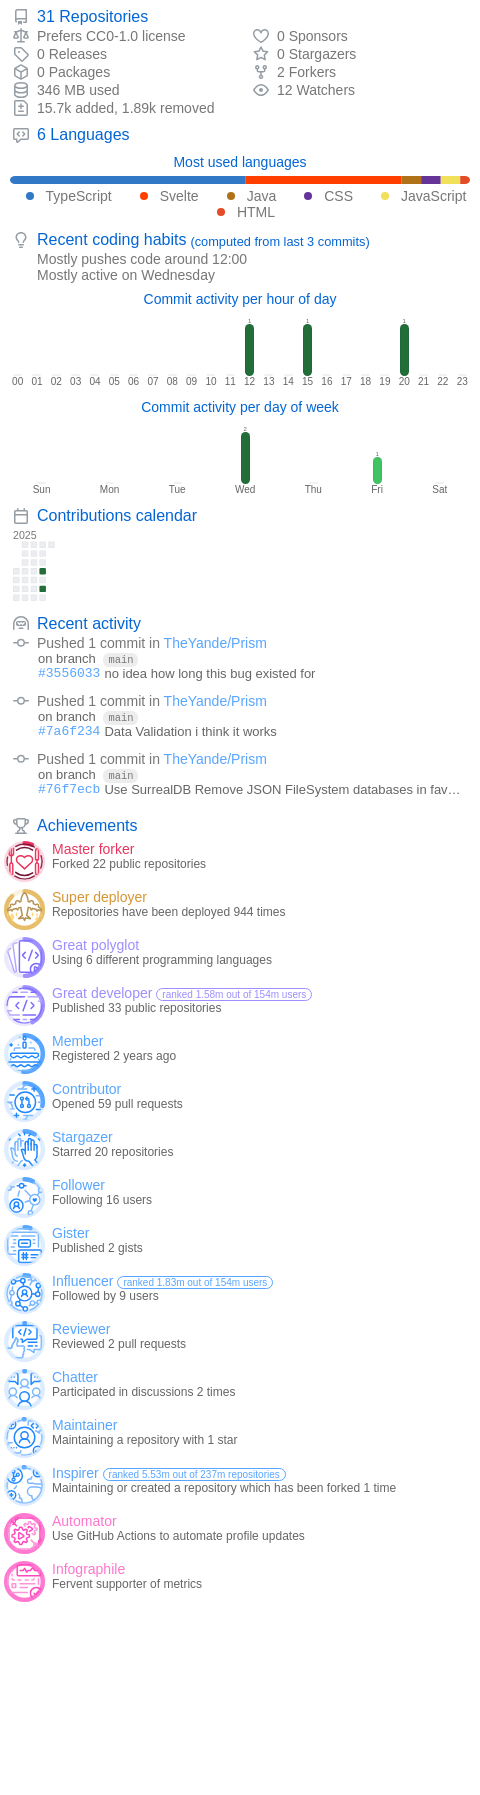 31 Repositories
Prefers CC0-1.0 license
0 Sponsors
0 Releases
0 Stargazers
0 Packages
2 Forkers
346 MB used
12 Watchers
15.7k added, 1.89k removed
6 Languages
Most used languages
TypeScript Svelte Java CSS JavaScript
HTML
Recent coding habits (computed from last 3 commits)
Mostly pushes code around 12:00
Mostly active on Wednesday
Commit activity per hour of day
1 1 1
00 01 02 03 04 05 06 07 08 09 10 11 12 13 14 15 16 17 18 19 20 21 22 23
Commit activity per day of week
2
1
Sun Mon Tue Wed Thu Fri Sat
Contributions calendar
2025
Recent activity
Pushed 1 commit in TheYande/Prism
on branch main
#3556033 no idea how long this bug existed for
Pushed 1 commit in TheYande/Prism
on branch main
#7a6f234 Data Validation i think it works
Pushed 1 commit in TheYande/Prism
on branch main
#76f7ecb Use SurrealDB Remove JSON FileSystem databases in fav…
Achievements
Master forker
Forked 22 public repositories
Super deployer
Repositories have been deployed 944 times
Great polyglot
Using 6 different programming languages
Great developer ranked 1.58m out of 154m users
Published 33 public repositories
Member
Registered 2 years ago
Contributor
Opened 59 pull requests
Stargazer
Starred 20 repositories
Follower
Following 16 users
Gister
Published 2 gists
Influencer ranked 1.83m out of 154m users
Followed by 9 users
Reviewer
Reviewed 2 pull requests
Chatter
Participated in discussions 2 times
Maintainer
Maintaining a repository with 1 star
Inspirer ranked 5.53m out of 237m repositories
Maintaining or created a repository which has been forked 1 time
Automator
Use GitHub Actions to automate profile updates
Infographile
Fervent supporter of metrics